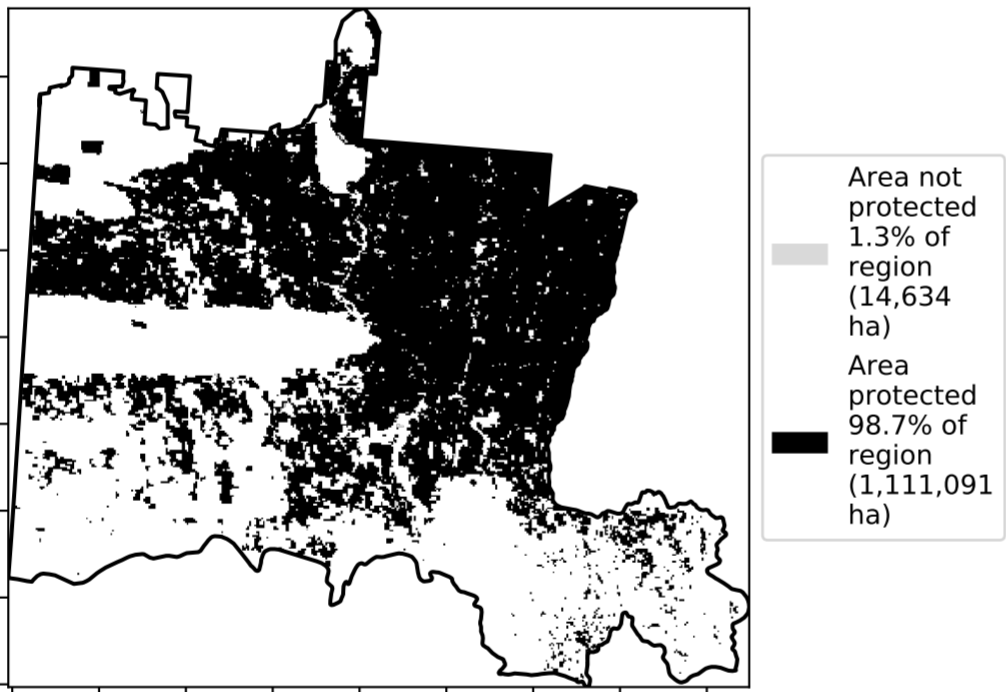 Area not
protected
1.3% of
region
(14,634
ha)
Area
protected
98.7% of
region
(1,111,091
ha)